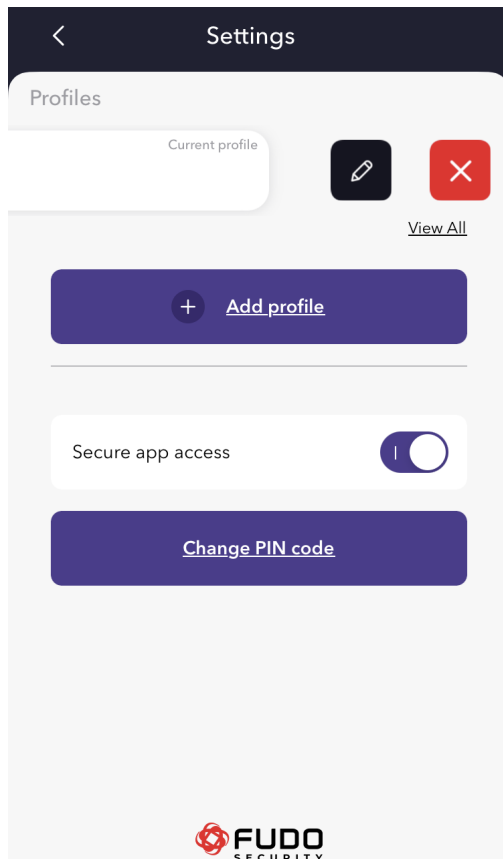 Settings
Profiles
Current profile
View All
Add profile
Secure app access
Change PIN code
FUDO
SECURITY